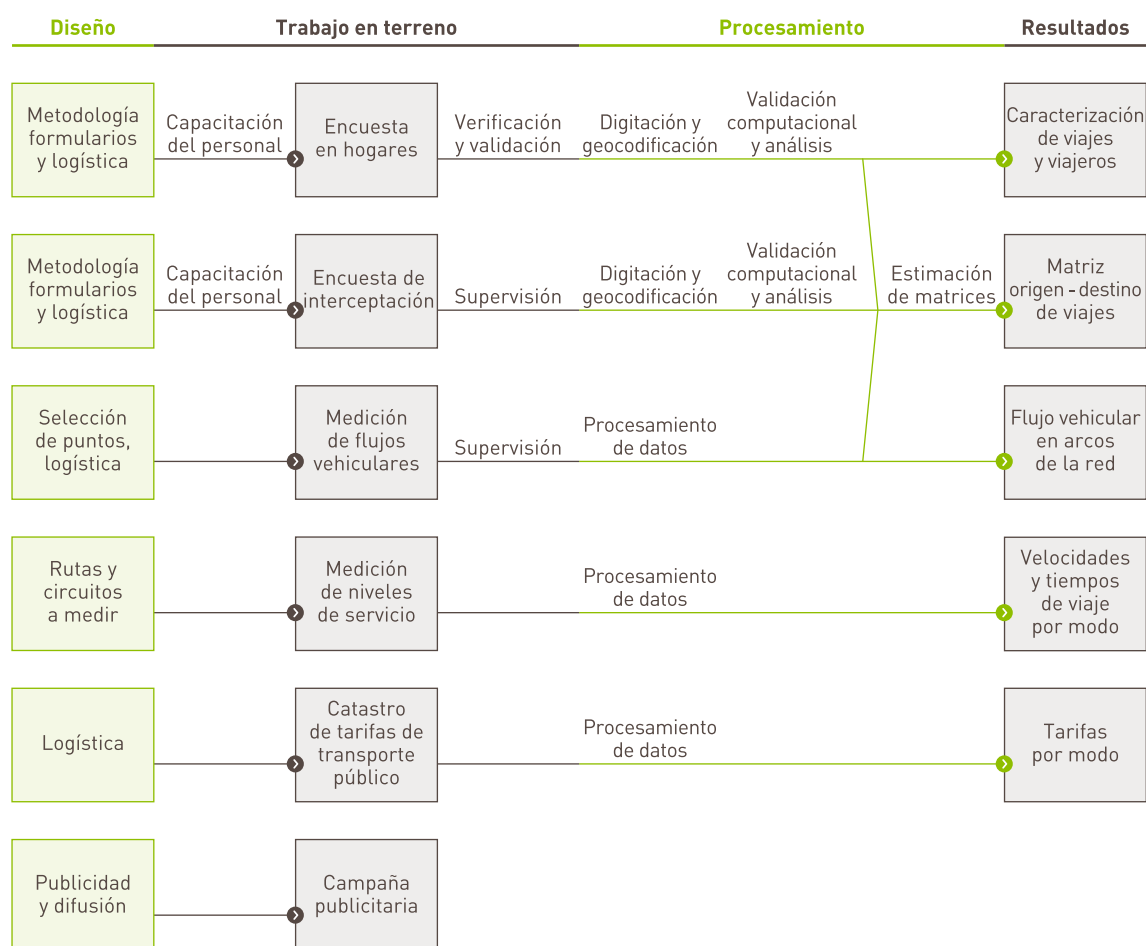 Diseño
Trabajo en terreno
Procesamiento
Resultados
Metodología
formularios
y logística
Capacitación
del personal
Encuesta
en hogares
Verificación
y validación
Digitación y
geocodificación
Validación
computacional
y análisis
Caracterización
de viajes
y viajeros
Metodología
formularios
y logística
Capacitación
del personal
Encuesta de
interceptación
Supervisión
Digitación y
geocodificación
Validación
computacional
y análisis
Estimación
de matrices
Matriz
origen - destino
de viajes
Selección
de puntos,
logística
Medición
de flujos
vehiculares
Supervisión
Procesamiento
de datos
Flujo vehicular
en arcos
de la red
Rutas y
circuitos
a medir
Medición
de niveles
de servicio
Procesamiento
de datos
Velocidades
y tiempos
de viaje
por modo
Logística
Catastro
de tarifas de
transporte
público
Procesamiento
de datos
Tarifas
por modo
Publicidad
y difusión
Campaña
publicitaria